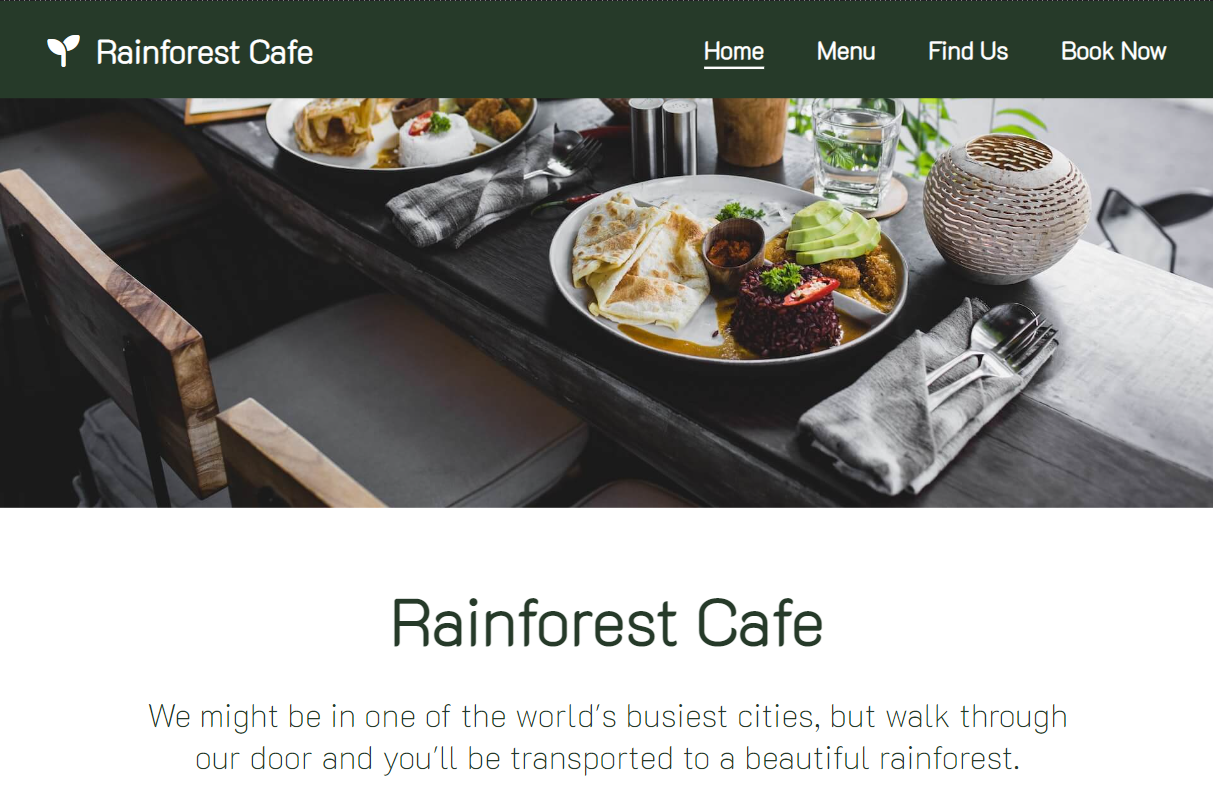 Rainforest Cafe
Home Menu Find Us Book Now
Rainforest Cafe
We might be in one of the world's busiest cities, but walk through
our door and you'll be transported to a beautiful rainforest.